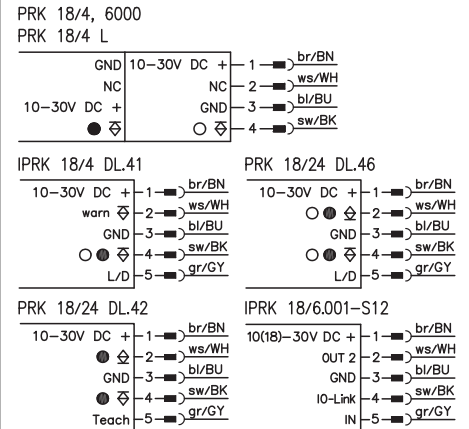 PRK 18/4, 6000
PRK 18/4 L
GND 10-30V DC + 1 br/BN
NC NC 2 ws/WH
10-30V DC + GND 3 bl/BU
4 sw/BK
IPRK 18/4 DL.41
10-30V DC + 1 br/BN
warn 2 ws/WH
GND 3 bl/BU
4 sw/BK
L/D 5 gr/GY
PRK 18/24 DL.46
10-30V DC + 1 br/BN
2 ws/WH
GND 3 bl/BU
4 sw/BK
L/D 5 gr/GY
PRK 18/24 DL.42
10-30V DC + 1 br/BN
2 ws/WH
GND 3 bl/BU
4 sw/BK
Teach 5 gr/GY
IPRK 18/6.001-S12
10(18)-30V DC + 1 br/BN
OUT 2 2 ws/WH
GND 3 bl/BU
IO-Link 4 sw/BK
IN 5 gr/GY